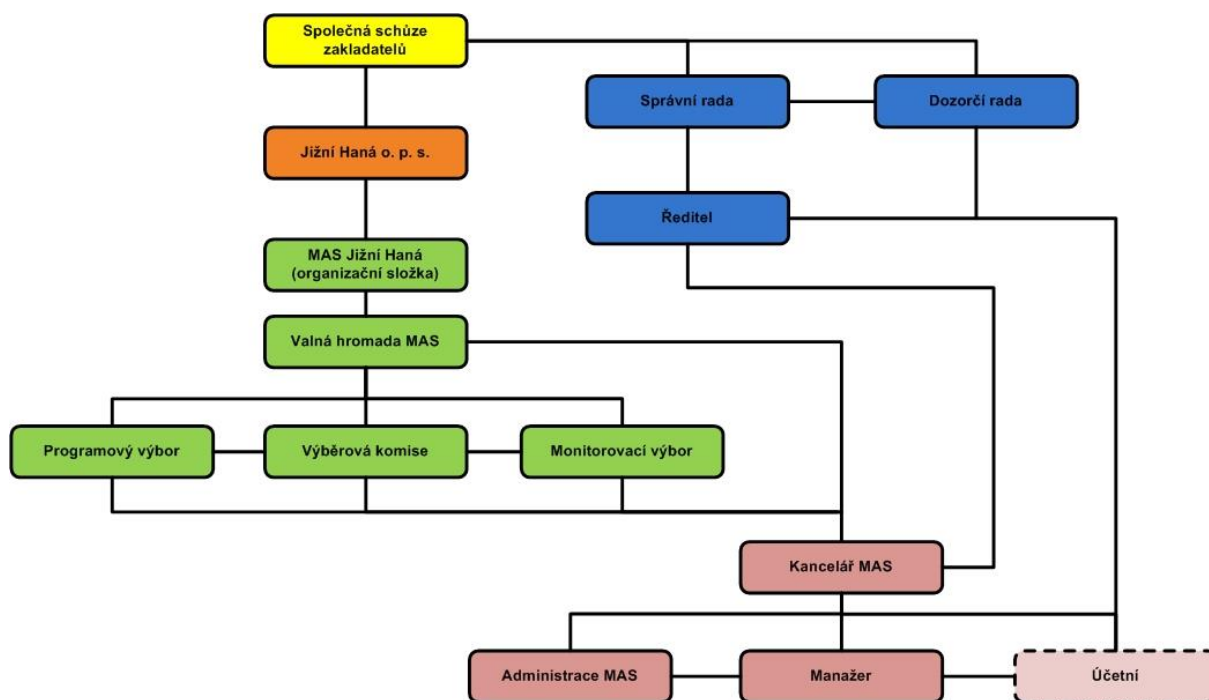 Společná schůze
zakladatelů
Správní rada
Dozorčí rada
Jižní Haná o. p. s.
Ředitel
MAS Jižní Haná
(organizační složka)
Valná hromada MAS
Programový výbor
Výběrová komise
Monitorovací výbor
Kancelář MAS
Administrace MAS
Manažer
Účetní